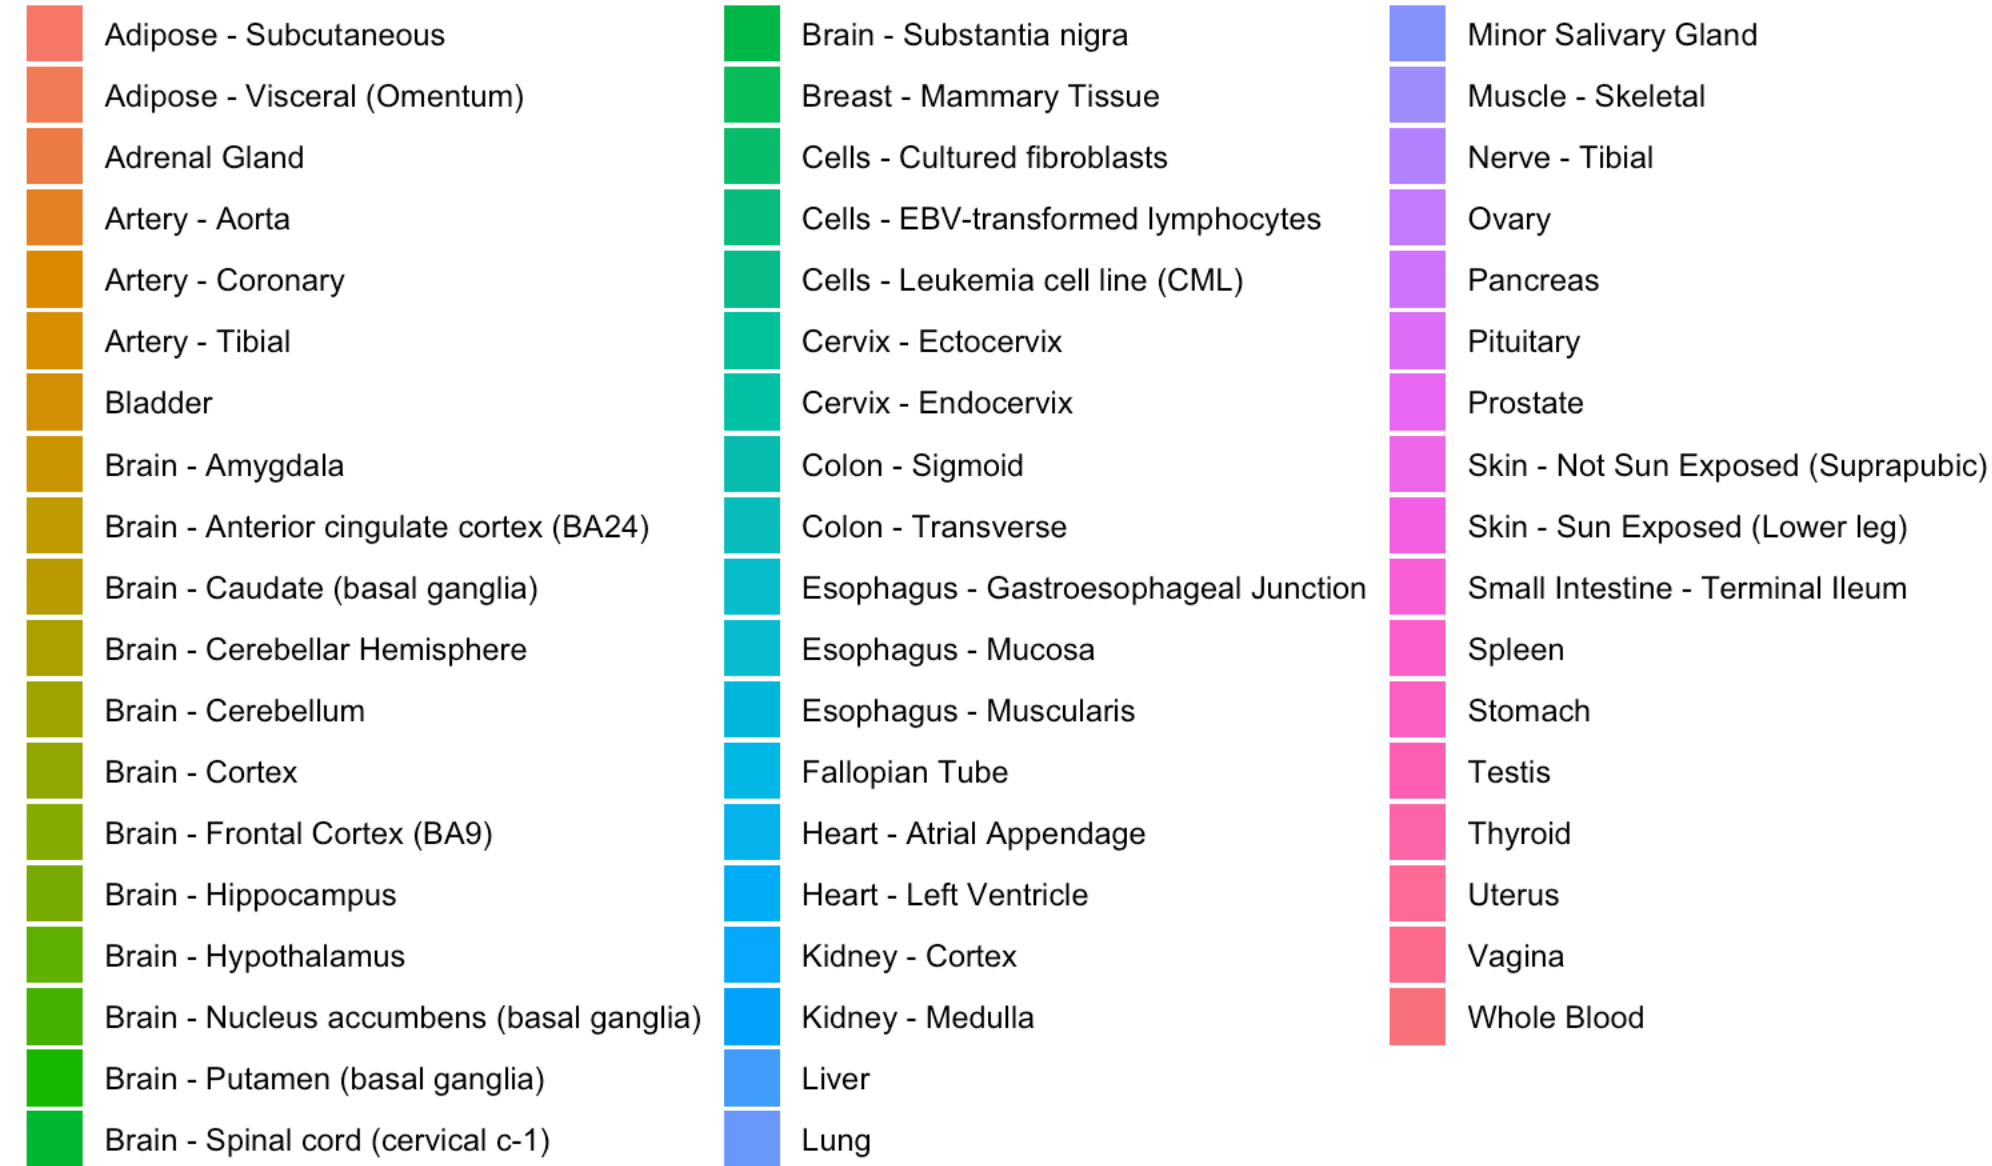 Adipose - Subcutaneous
Adipose - Visceral (Omentum)
Adrenal Gland
Artery - Aorta
Artery - Coronary
Artery - Tibial
Bladder
Brain - Amygdala
Brain - Anterior cingulate cortex (BA24)
Brain - Caudate (basal ganglia)
Brain - Cerebellar Hemisphere
Brain - Cerebellum
Brain - Cortex
Brain - Frontal Cortex (BA9)
Brain - Hippocampus
Brain - Hypothalamus
Brain - Nucleus accumbens (basal ganglia)
Brain - Putamen (basal ganglia)
Brain - Spinal cord (cervical c-1)
Brain - Substantia nigra
Breast - Mammary Tissue
Cells - Cultured fibroblasts
Cells - EBV-transformed lymphocytes
Cells - Leukemia cell line (CML)
Cervix - Ectocervix
Cervix - Endocervix
Colon - Sigmoid
Colon - Transverse
Esophagus - Gastroesophageal Junction
Esophagus - Mucosa
Esophagus - Muscularis
Fallopian Tube
Heart - Atrial Appendage
Heart - Left Ventricle
Kidney - Cortex
Kidney - Medulla
Liver
Lung
Minor Salivary Gland
Muscle - Skeletal
Nerve - Tibial
Ovary
Pancreas
Pituitary
Prostate
Skin - Not Sun Exposed (Suprapubic)
Skin - Sun Exposed (Lower leg)
Small Intestine - Terminal Ileum
Spleen
Stomach
Testis
Thyroid
Uterus
Vagina
Whole Blood